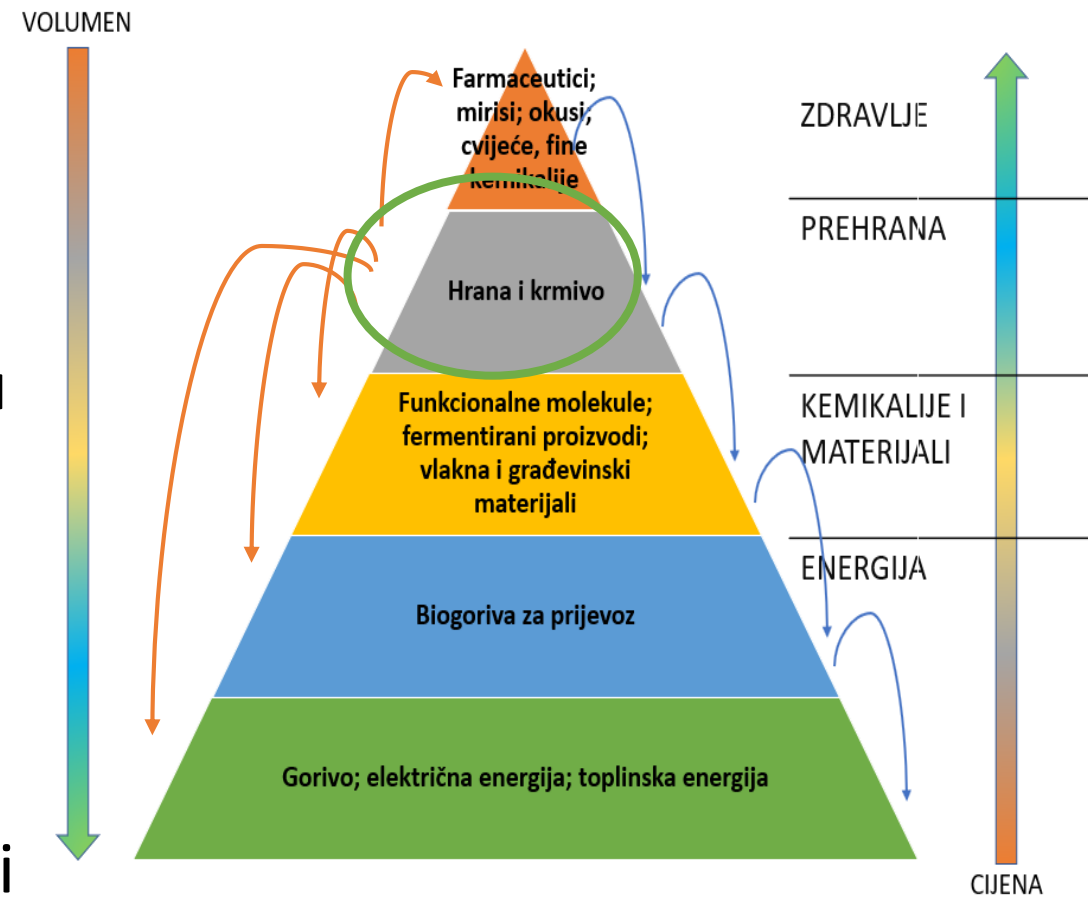 VOLUMEN
Farmaceutici;
mirisi; okusi;
cvijeće, fine
kemikalije
Hrana i krmivo
Funkcionalne molekule;
fermentirani proizvodi;
vlakna i građevinski
materijali
Biogoriva za prijevoz
Gorivo; električna energija; toplinska energija
ZDRAVLJE
PREHRANA
KEMIKALIJE I
MATERIJALI
ENERGIJA
CIJENA
i